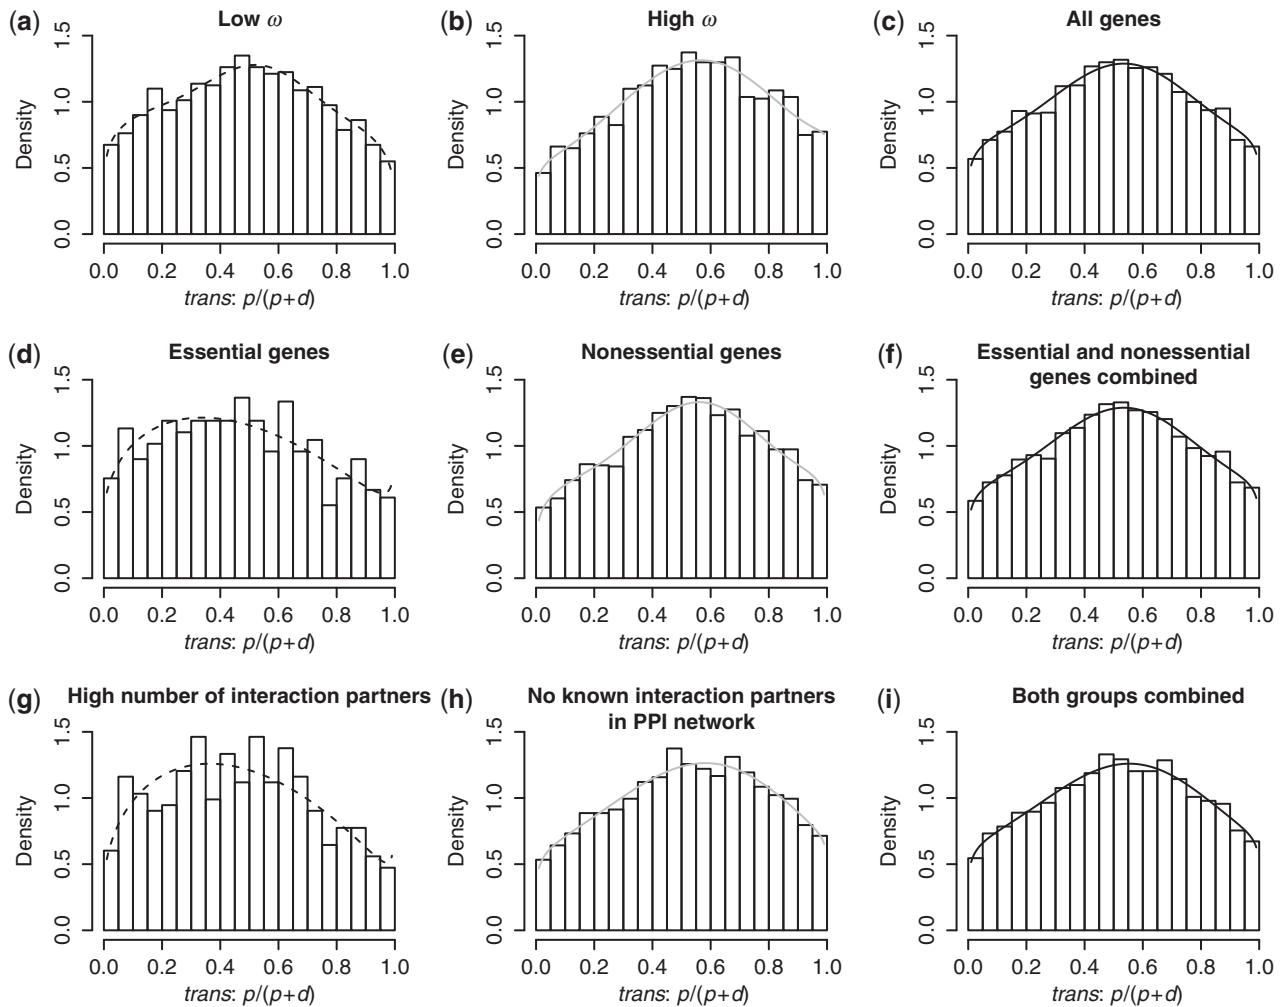 (a) Low ω
1.5
1.0
0.5
0.0
Density
0.0 0.2 0.4 0.6 0.8 1.0
trans: p/(p+d)
(b) High ω
1.5
1.0
0.5
0.0
Density
0.0 0.2 0.4 0.6 0.8 1.0
trans: p/(p+d)
(c) All genes
1.5
1.0
0.5
0.0
Density
0.0 0.2 0.4 0.6 0.8 1.0
trans: p/(p+d)
(d) Essential genes
1.5
1.0
0.5
0.0
Density
0.0 0.2 0.4 0.6 0.8 1.0
trans: p/(p+d)
(e) Nonessential genes
1.5
1.0
0.5
0.0
Density
0.0 0.2 0.4 0.6 0.8 1.0
trans: p/(p+d)
(f) Essential and nonessential
genes combined
1.5
1.0
0.5
0.0
Density
0.0 0.2 0.4 0.6 0.8 1.0
trans: p/(p+d)
(g) High number of interaction partners
1.5
1.0
0.5
0.0
Density
0.0 0.2 0.4 0.6 0.8 1.0
trans: p/(p+d)
(h) No known interaction partners
in PPI network
1.5
1.0
0.5
0.0
Density
0.0 0.2 0.4 0.6 0.8 1.0
trans: p/(p+d)
(i) Both groups combined
1.5
1.0
0.5
0.0
Density
0.0 0.2 0.4 0.6 0.8 1.0
trans: p/(p+d)